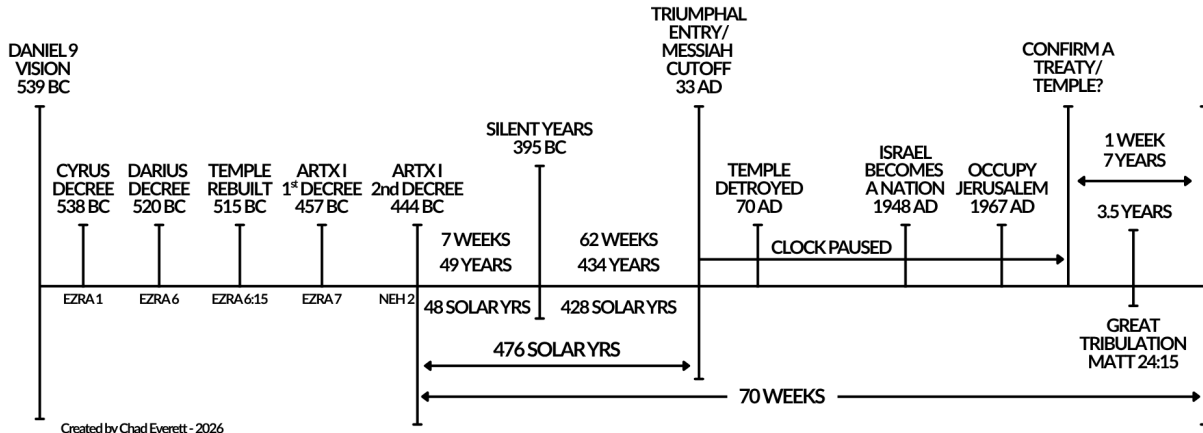 DANIEL 9
VISION
539 BC
CYRUS
DECREE
538 BC
EZRA 1
DARIUS
DECREE
520 BC
EZRA 6
TEMPLE
REBUILT
515 BC
EZRA 6:15
ARTX I
1st DECREE
457 BC
EZRA 7
ARTX I
2nd DECREE
444 BC
NEH 2
7 WEEKS
49 YEARS
48 SOLAR YRS
SILENT YEARS
395 BC
62 WEEKS
434 YEARS
428 SOLAR YRS
476 SOLAR YRS
TRIUMPHAL
ENTRY/
MESSIAH
CUTOFF
33 AD
TEMPLE
DETROYED
70 AD
CLOCK PAUSED
ISRAEL
BECOMES
A NATION
1948 AD
OCCUPY
JERUSALEM
1967 AD
CONFIRM A
TREATY/
TEMPLE?
1 WEEK
7 YEARS
3.5 YEARS
GREAT
TRIBULATION
MATT 24:15
70 WEEKS
Created by Chad Everett - 2026